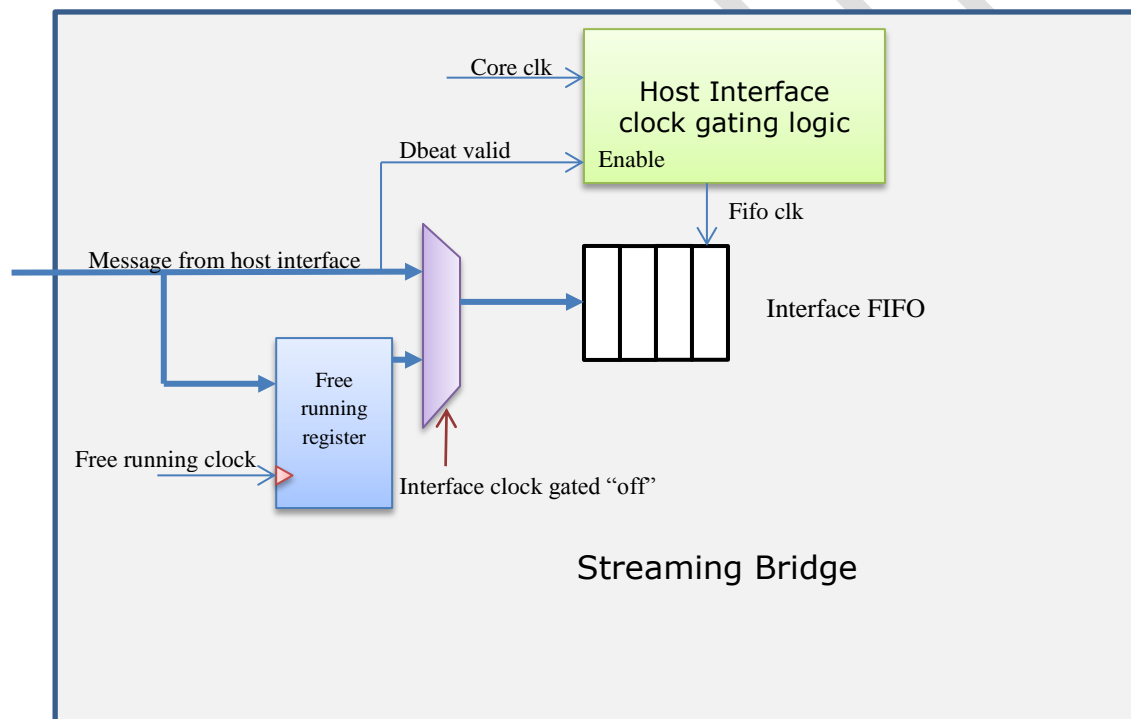 Core clk
Host Interface
clock gating logic
Dbeat valid
Enable
Fifo clk
Message from host interface
Interface FIFO
Free
running
register
Free running clock
Interface clock gated “off”
Streaming Bridge